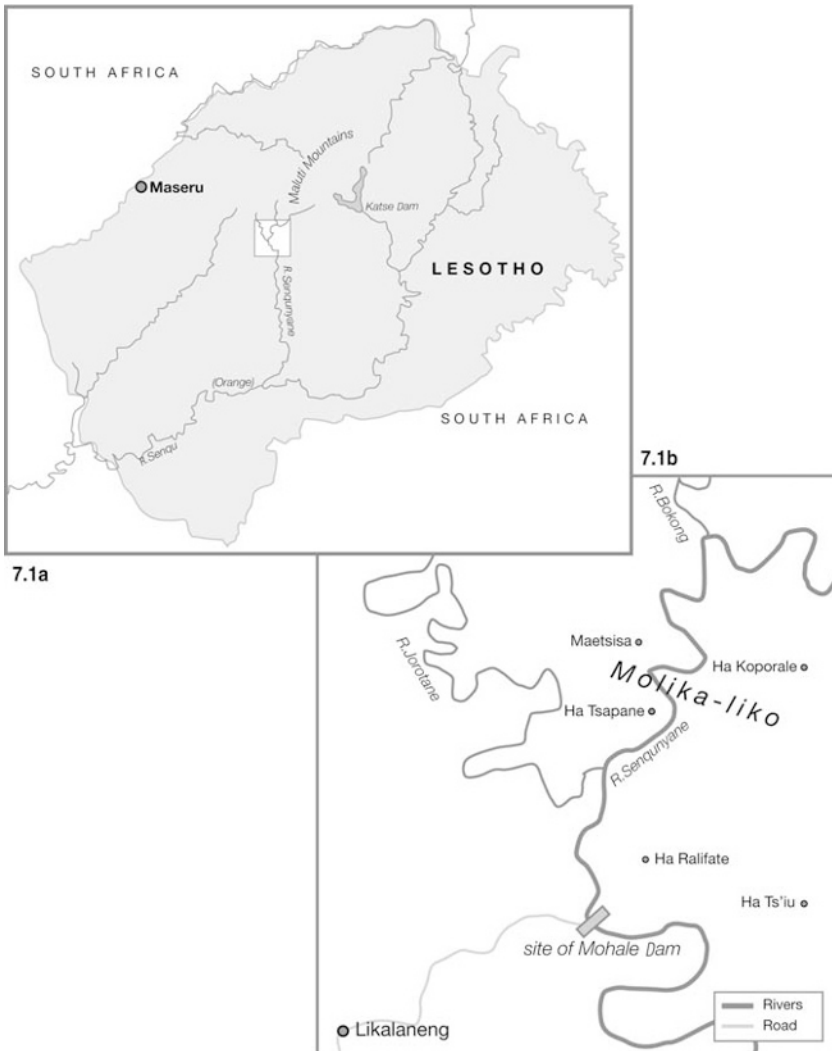 SOUTH AFRICA
Maluti Mountains
Maseru
Katse Dam
LESOTHO
R.Senqunyane
(Orange)
SOUTH AFRICA
R.Senqu
7.1b
7.1a
R.Bokong
R.Jorotane
Maetsisa
Ha Koporale
Molika-liko
Ha Tsapane
R.Senqunyane
Ha Ralifate
Ha Ts'iu
site of Mohale Dam
Rivers
Road
Likalaneng